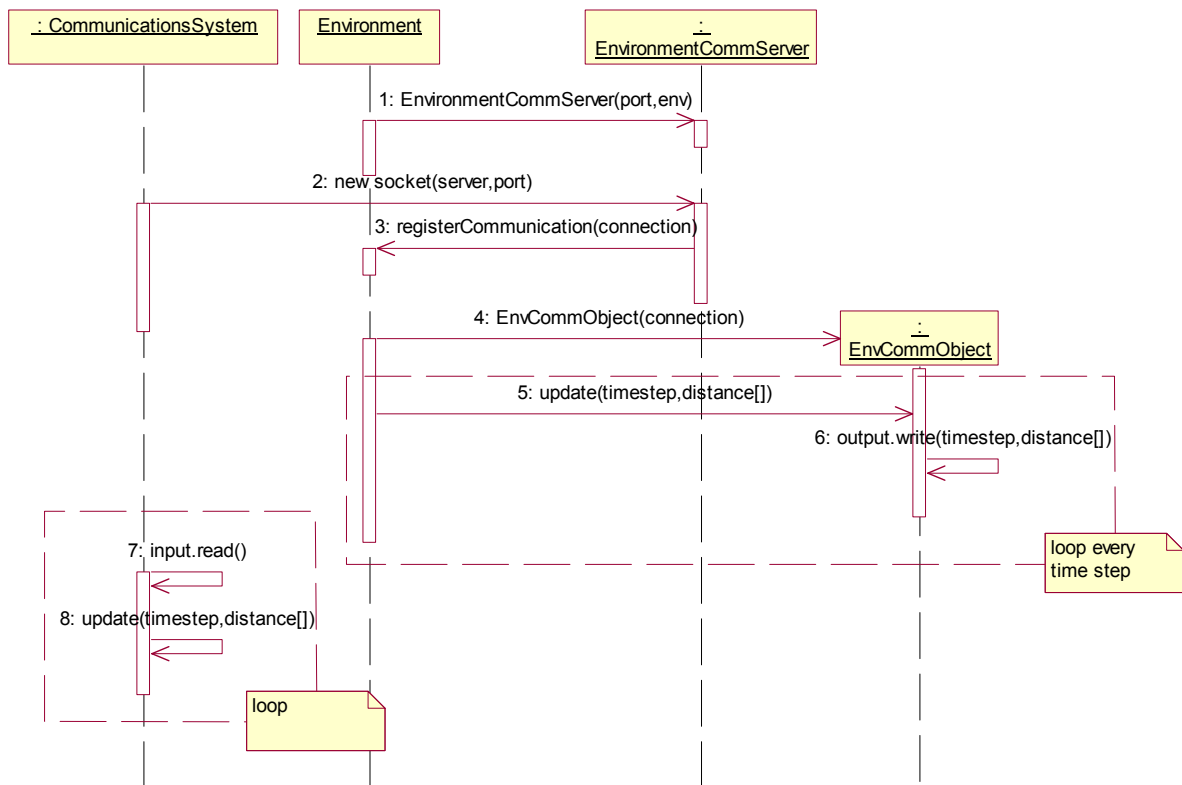 : CommunicationsSystem
Environment
:
EnvironmentCommServer
1: EnvironmentCommServer(port,env)
2: new socket(server,port)
3: registerCommunication(connection)
4: EnvCommObject(connection)
:
EnvCommObject
5: update(timestep,distance[])
6: output.write(timestep,distance[])
loop every
time step
7: input.read()
8: update(timestep,distance[])
loop